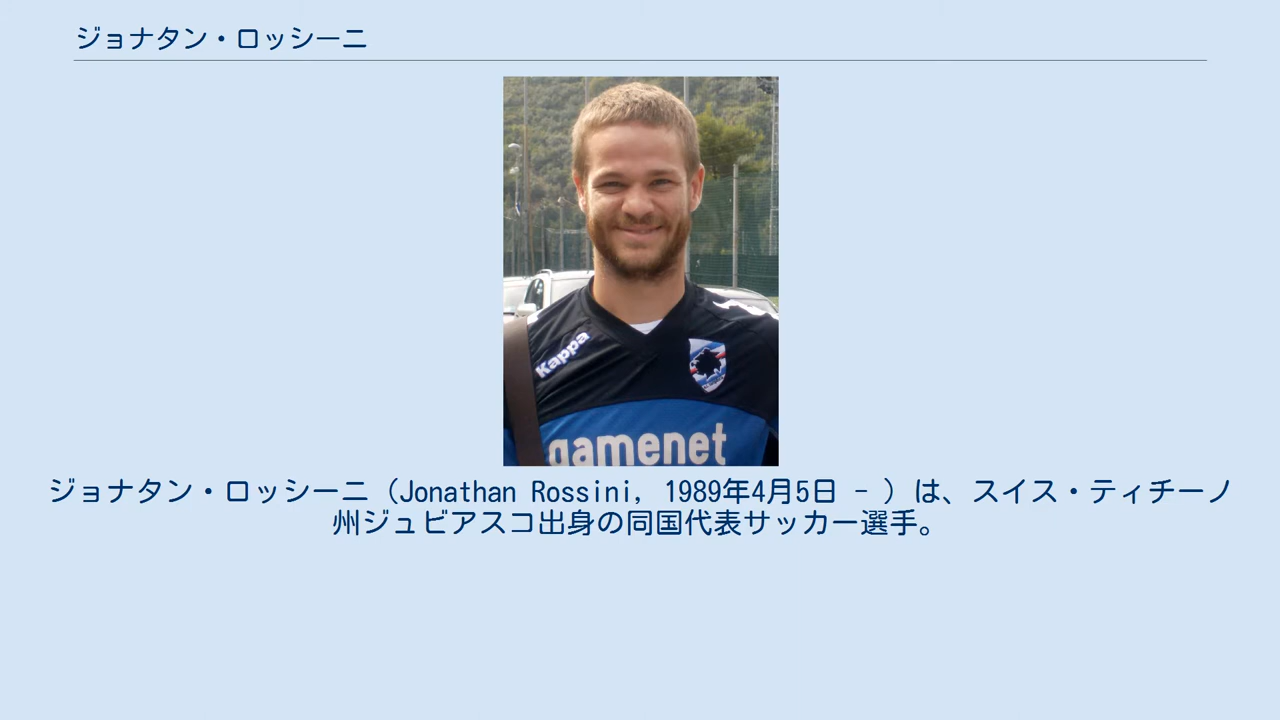 ジョナタン・ロッシーニ
Kappa
gamenet
ジョナタン・ロッシーニ（Jonathan Rossini, 1989年4月5日 - ）は、スイス・ティチーノ
州ジュビアスコ出身の同国代表サッカー選手。